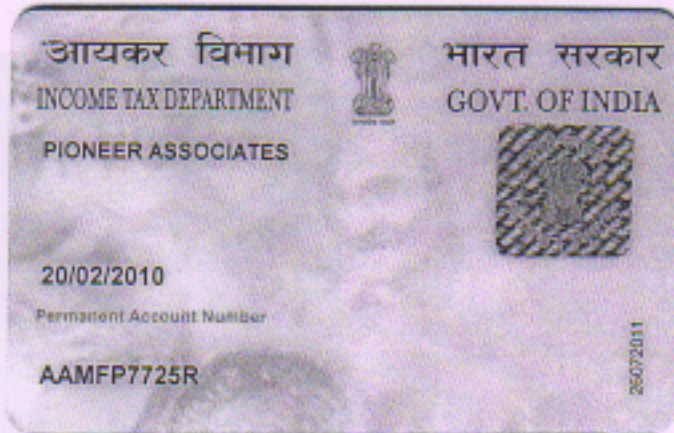 आयकर विभाग
भारत सरकार
INCOME TAX DEPARTMENT
GOVT. OF INDIA
PIONEER ASSOCIATES
20/02/2010
Permanent Account Number
AAMFP7725R
26072011